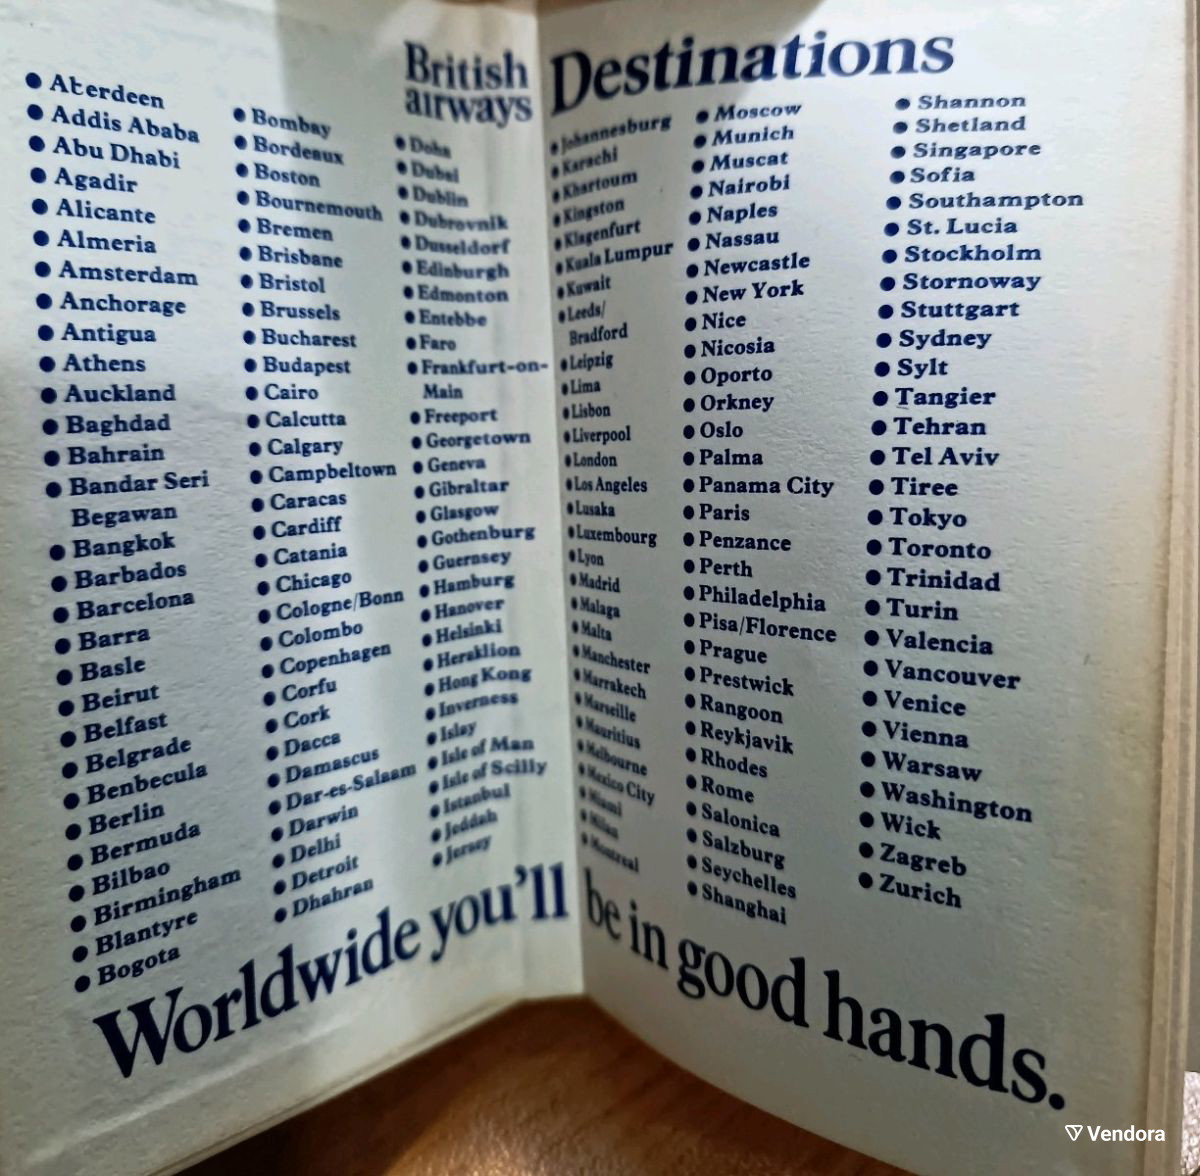 British
airways
Destinations
• Aberdeen
• Addis Ababa
• Abu Dhabi
• Agadir
• Alicante
• Almeria
• Amsterdam
• Anchorage
• Antigua
• Athens
• Auckland
• Baghdad
• Bahrain
• Bandar Seri
Begawan
• Bangkok
• Barbados
• Barcelona
• Barra
• Basle
• Beirut
• Belfast
• Belgrade
• Benbecula
• Berlin
• Bermuda
• Bilbao
• Birmingham
• Blantyre
• Bogota
• Bombay
• Bordeaux
• Boston
• Bournemouth
• Bremen
• Brisbane
• Bristol
• Brussels
• Bucharest
• Budapest
• Cairo
• Calcutta
• Calgary
• Campbeltown
• Caracas
• Cardiff
• Catania
• Chicago
• Cologne/Bonn
• Colombo
• Copenhagen
• Corfu
• Cork
• Dacca
• Damascus
• Dar-es-Salaam
• Darwin
• Delhi
• Detroit
• Dhahran
• Doha
• Dubai
• Dublin
• Dubrovnik
• Dusseldorf
• Edinburgh
• Edmonton
• Entebbe
• Faro
• Frankfurt-on-
Main
• Freeport
• Georgetown
• Geneva
• Gibraltar
• Glasgow
• Gothenburg
• Guernsey
• Hamburg
• Hanover
• Helsinki
• Heraklion
• Hong Kong
• Inverness
• Islay
• Isle of Man
• Isle of Scilly
• Istanbul
• Jeddah
• Jersey
• Johannesburg
• Karachi
• Khartoum
• Kingston
• Klagenfurt
• Kuala Lumpur
• Kuwait
• Leeds/
Bradford
• Leipzig
• Lima
• Lisbon
• Liverpool
• London
• Los Angeles
• Lusaka
• Luxembourg
• Lyon
• Madrid
• Malaga
• Malta
• Manchester
• Marrakech
• Marseille
• Mauritius
• Melbourne
• Mexico City
• Miami
• Milan
• Montreal
• Moscow
• Munich
• Muscat
• Nairobi
• Naples
• Nassau
• Newcastle
• New York
• Nice
• Nicosia
• Oporto
• Orkney
• Oslo
• Palma
• Panama City
• Paris
• Penzance
• Perth
• Philadelphia
• Pisa/Florence
• Prague
• Prestwick
• Rangoon
• Reykjavik
• Rhodes
• Rome
• Salonica
• Salzburg
• Seychelles
• Shanghai
• Shannon
• Shetland
• Singapore
• Sofia
• Southampton
• St. Lucia
• Stockholm
• Stornoway
• Stuttgart
• Sydney
• Sylt
• Tangier
• Tehran
• Tel Aviv
• Tiree
• Tokyo
• Toronto
• Trinidad
• Turin
• Valencia
• Vancouver
• Venice
• Vienna
• Warsaw
• Washington
• Wick
• Zagreb
• Zurich
Worldwide you'll be in good hands.
Vendora